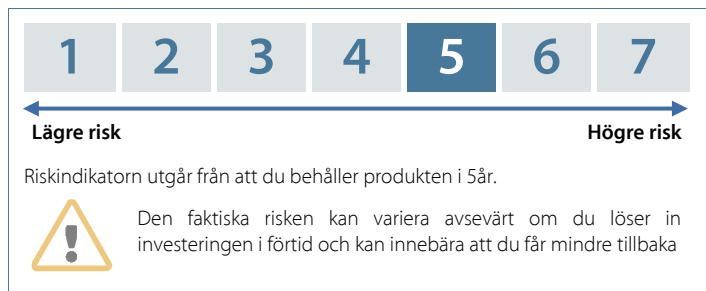 1 2 3 4 5 6 7
Lägre risk Högre risk
Riskindikatorn utgår från att du behåller produkten i 5år.
Den faktiska risken kan variera avsevärt om du löser in
investeringen i förtid och kan innebära att du får mindre tillbaka